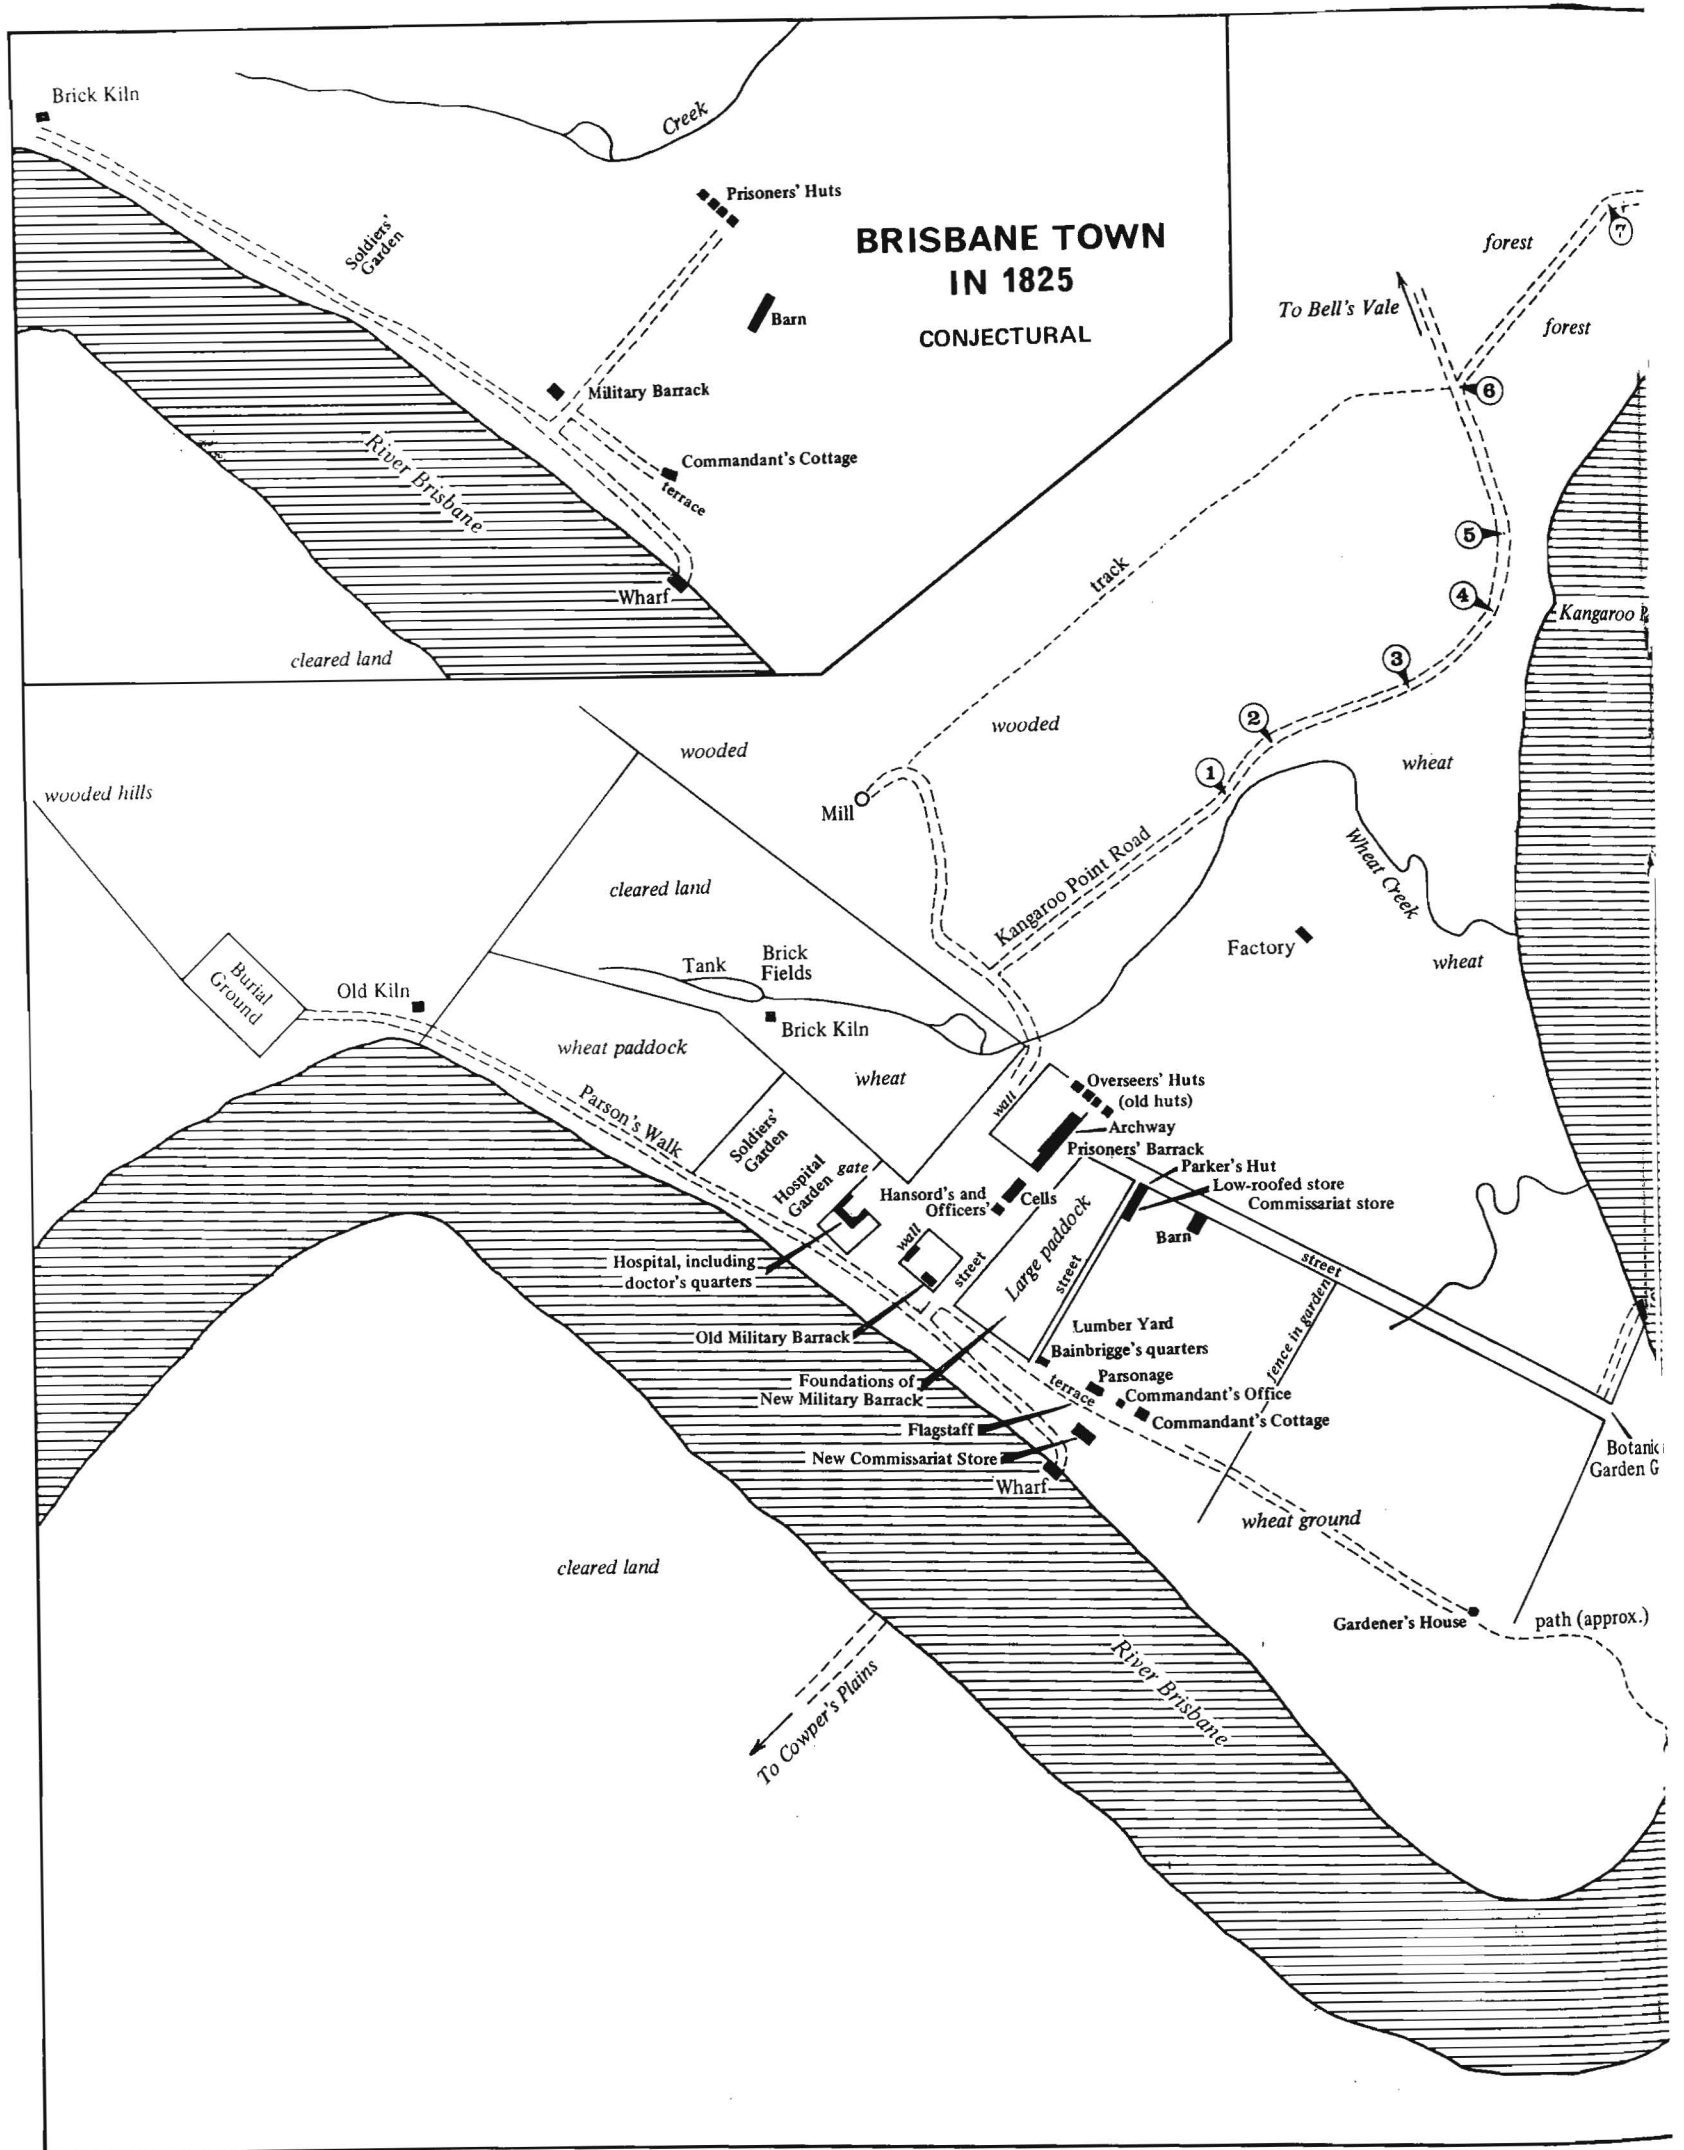 Brick Kiln
Creek
Prisoners' Huts
Soldiers'
Garden
BRISBANE TOWN
IN 1825
CONJECTURAL
Barn
Military Barrack
River Brisbane
Commandant's Cottage
terrace
Wharf
cleared land
forest
7
To Bell's Vale
forest
6
5
track
4
Kangaroo P
3
wooded
2
wooded
wheat
1
wooded hills
Mill
Kangaroo Point Road
Wheat Creek
cleared land
Factory
wheat
Tank
Brick
Fields
Burial
Ground
Old Kiln
Brick Kiln
wheat paddock
wheat
Overseers' Huts
(old huts)
wall
Archway
Parson's Walk
Soldiers'
Garden
Prisoners' Barrack
Hospital
Garden
gate
Parker's Hut
Hansord's and
Officers'
Cells
Low-roofed store
Commissariat store
Large paddock
Barn
wall
street
street
street
Hospital, including
doctor's quarters
fence in garden
Old Military Barrack
Lumber Yard
Bainbrigge's quarters
Foundations of
New Military Barrack
Parsonage
terrace
Commandant's Office
Commandant's Cottage
Flagstaff
New Commissariat Store
Wharf
Botanic
Garden G
wheat ground
cleared land
Gardener's House
path (approx.)
River Brisbane
To Cowper's Plains